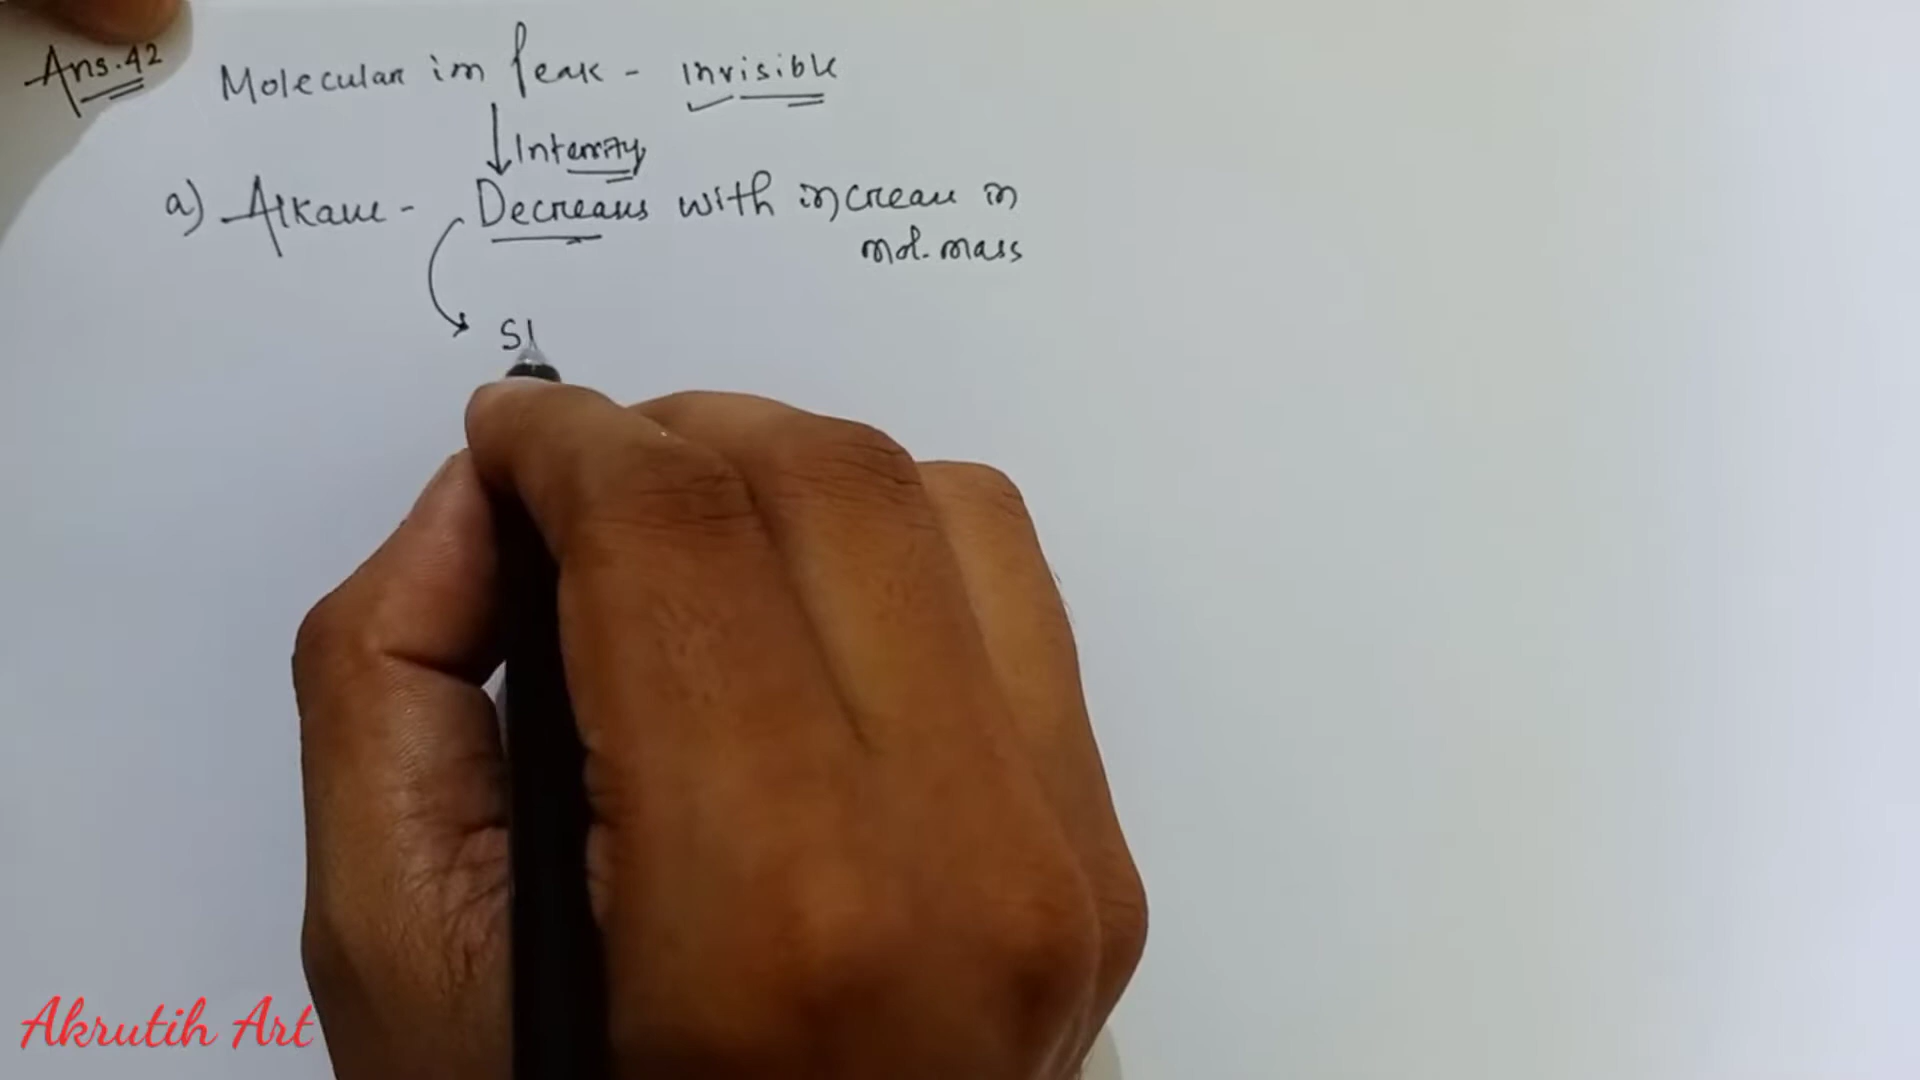 Ans.42
Molecular ion Peak - invisible
Intensity
a) Alkane - Decreases with increase in
mol. mass
Sl
Akrutih Art